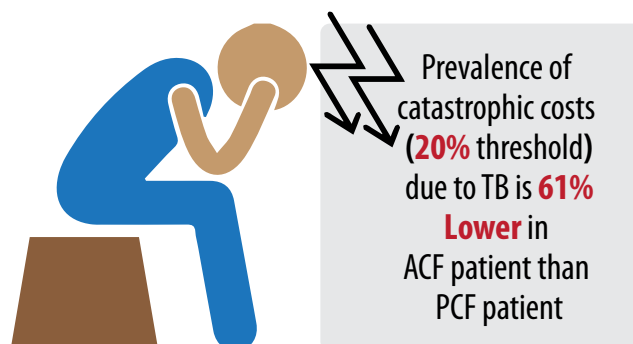 Prevalence of
catastrophic costs
(20% threshold)
due to TB is 61%
Lower in
ACF patient than
PCF patient